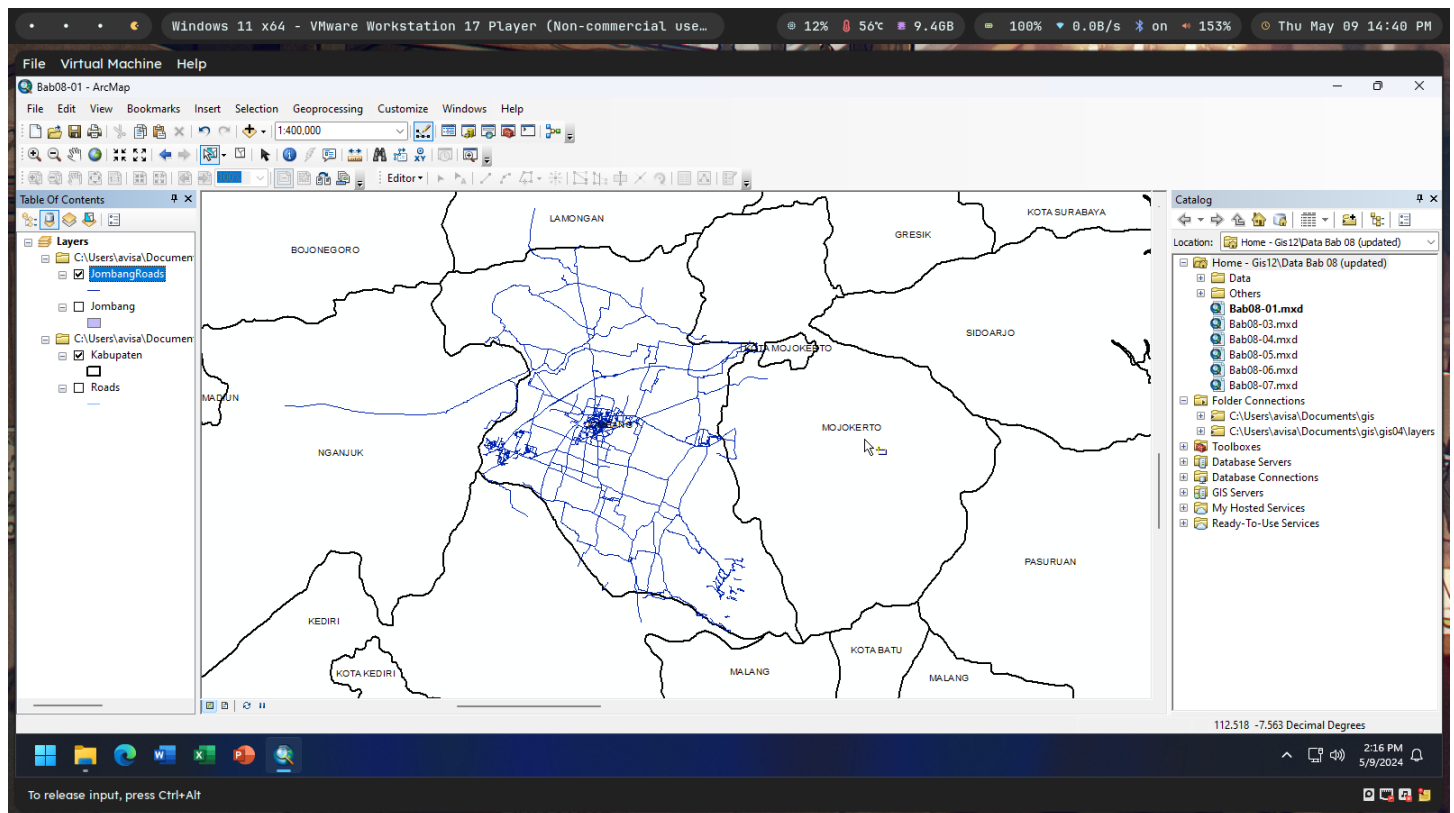 Windows 11 x64 - VMware Workstation 17 Player (Non-commercial use…
12% 56℃ 9.4GB 100% 0.0B/s on 153% Thu May 09 14:40 PM
File Virtual Machine Help
Bab08-01 - ArcMap
File Edit View Bookmarks Insert Selection Geoprocessing Customize Windows Help
1:400,000
Editor
Table Of Contents
Layers
C:\Users\avisa\Documen
JombangRoads
Jombang
C:\Users\avisa\Documen
Kabupaten
Roads
LAMONGAN
KOTA SURABAYA
GRESIK
BOJONEGORO
SIDOARJO
KOTA MOJOKERTO
MADIUN
MOJOKERTO
NGANJUK
PASURUAN
KEDIRI
KOTA BATU
KOTA KEDIRI
MALANG
MALANG
Catalog
Location: Home - Gis12\Data Bab 08 (updated)
Home - Gis12\Data Bab 08 (updated)
Data
Others
Bab08-01.mxd
Bab08-03.mxd
Bab08-04.mxd
Bab08-05.mxd
Bab08-06.mxd
Bab08-07.mxd
Folder Connections
C:\Users\avisa\Documents\gis
C:\Users\avisa\Documents\gis\gis04\layers
Toolboxes
Database Servers
Database Connections
GIS Servers
My Hosted Services
Ready-To-Use Services
112.518 -7.563 Decimal Degrees
2:16 PM
5/9/2024
To release input, press Ctrl+Alt